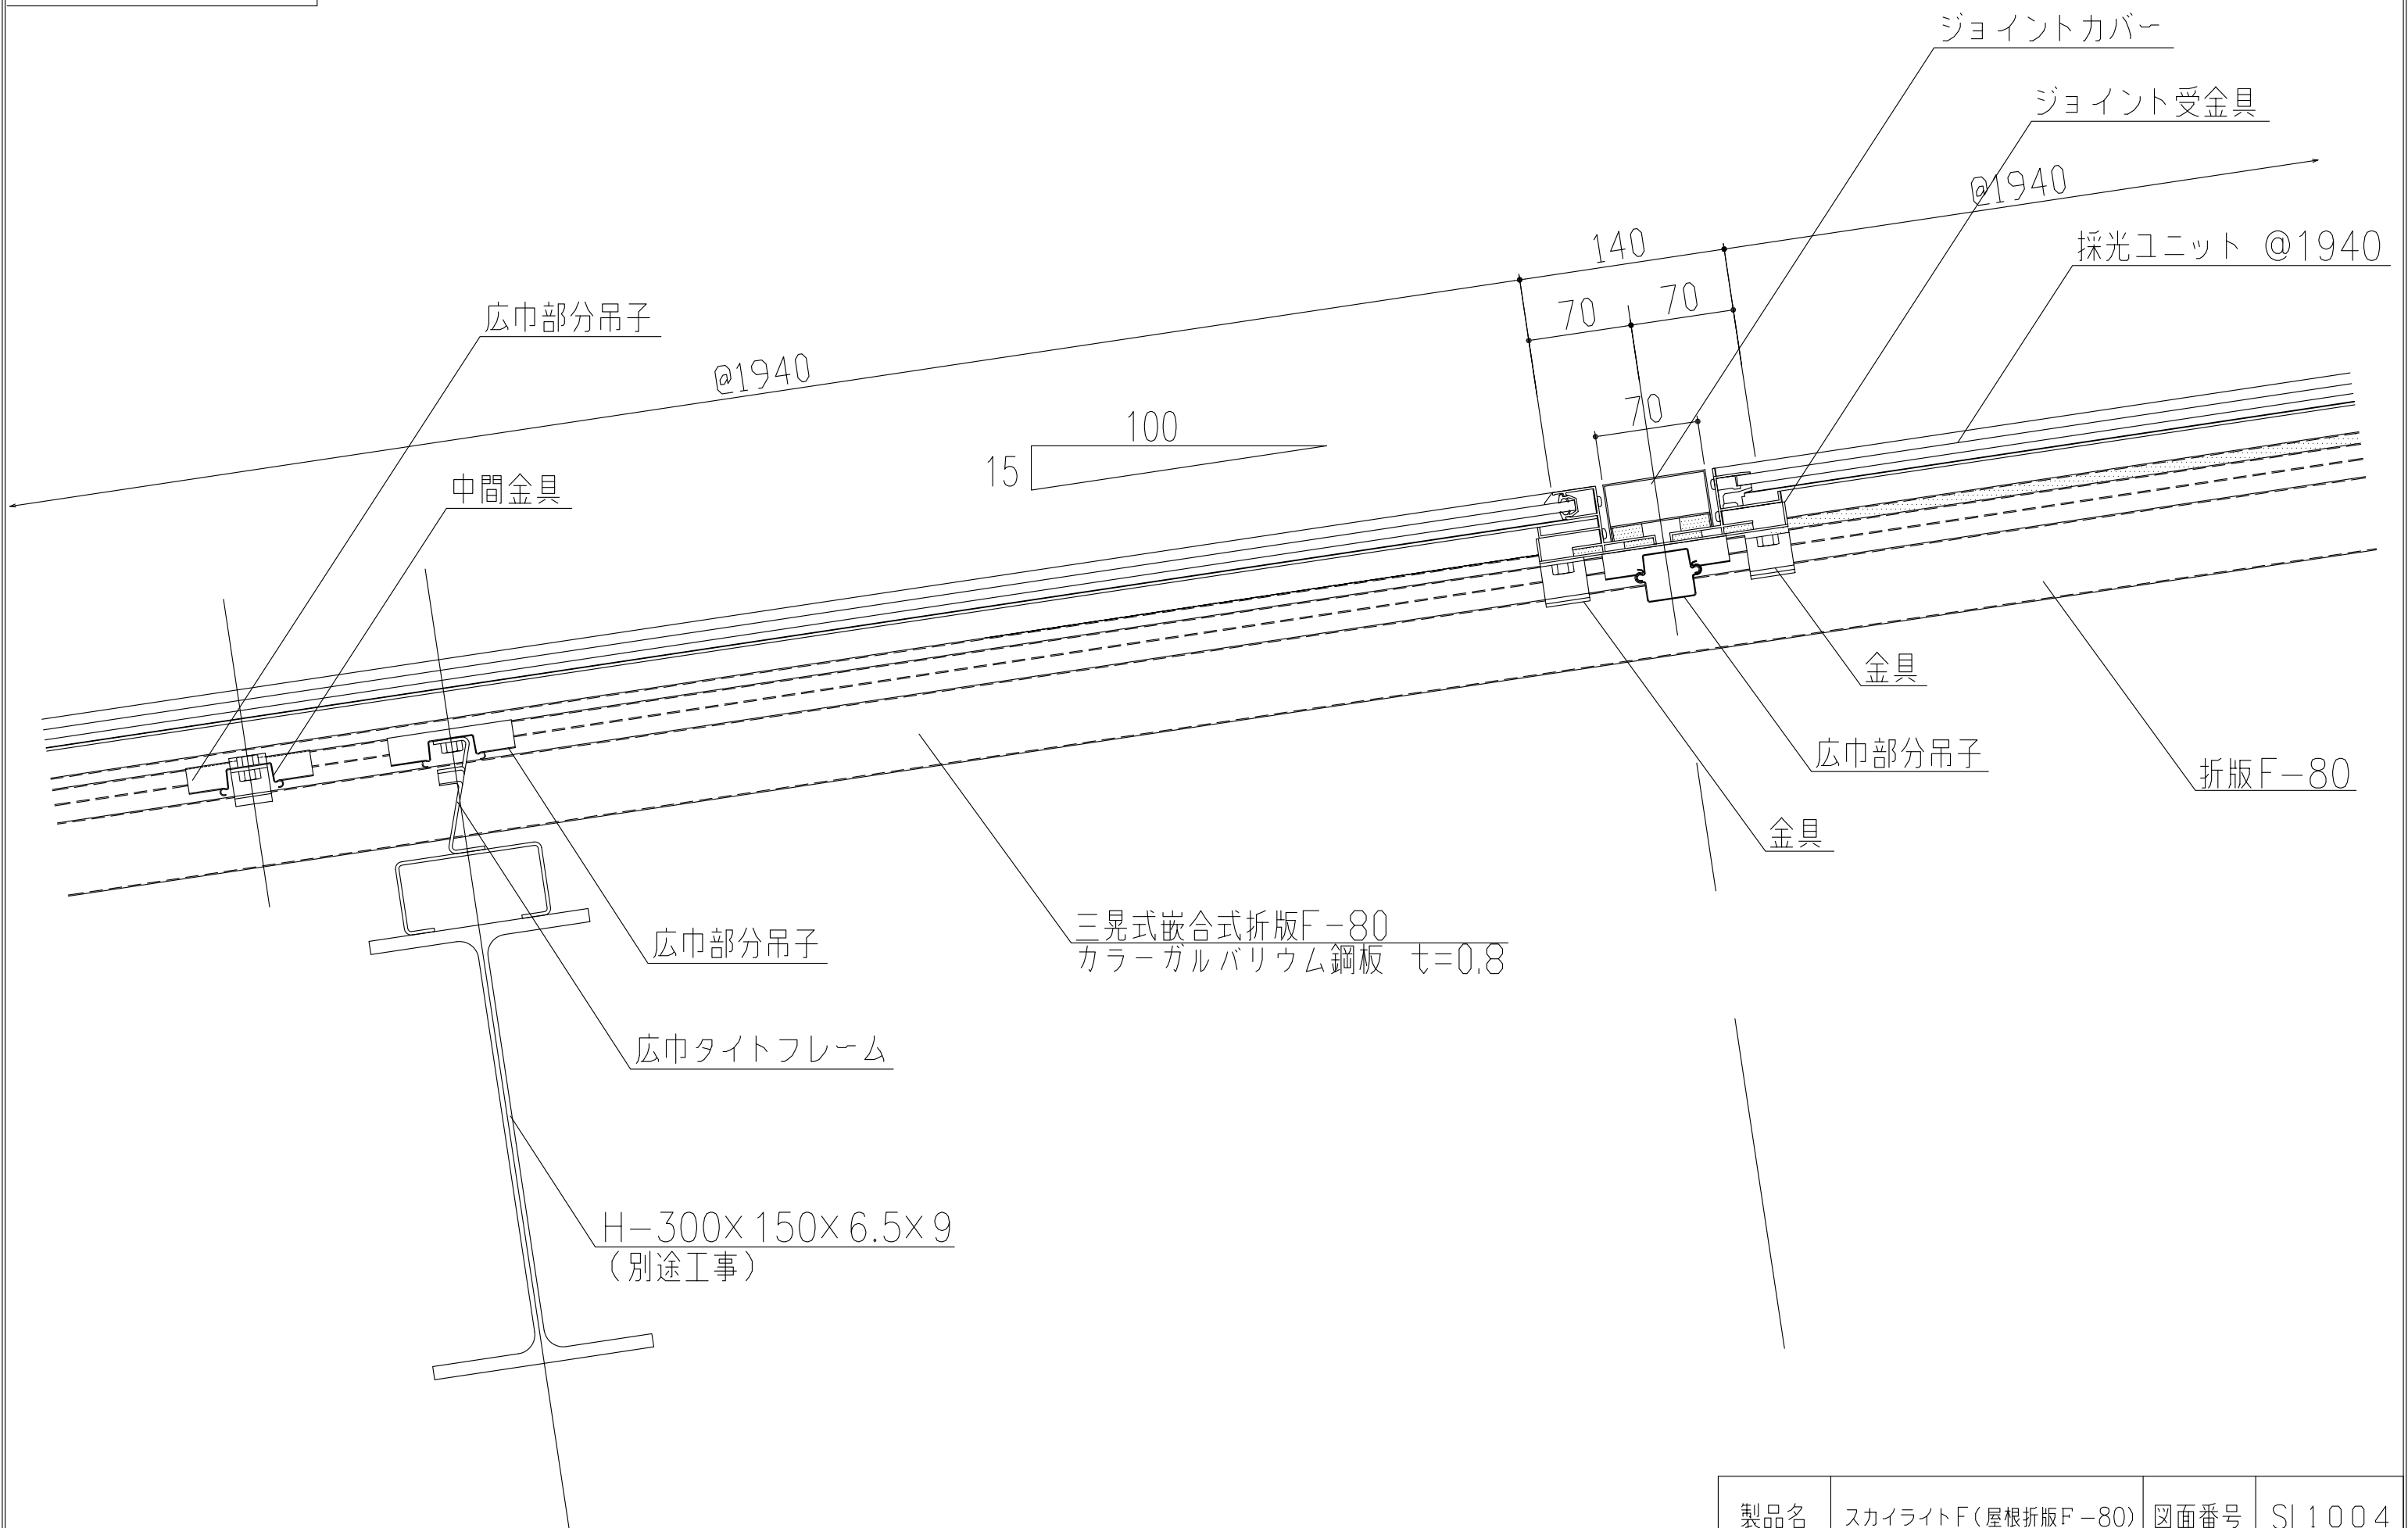 ジョイントカバー
ジョイント受金具
@1940
採光ユニット @1940
140
70
70
70
広巾部分吊子
@1940
100
15
中間金具
金具
広巾部分吊子
折版F-80
金具
三晃式嵌合式折版F-80
カラーガルバリウム鋼板 t=0.8
広巾部分吊子
広巾タイトフレーム
H-300×150×6.5×9
(別途工事)
製品名 スカイライトF(屋根折版F-80) 図面番号 SL1004